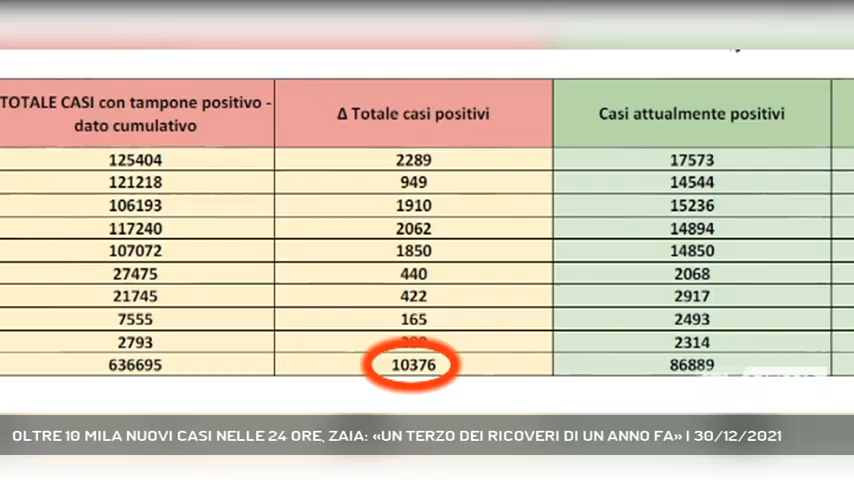 TOTALE CASI con tampone positivo - dato cumulativo | Δ Totale casi positivi | Casi attualmente positivi
125404 2289 17573
121218 949 14544
106193 1910 15236
117240 2062 14894
107072 1850 14850
27475 440 2068
21745 422 2917
7555 165 2493
2793 2314
636695 10376 86889
OLTRE 10 MILA NUOVI CASI NELLE 24 ORE, ZAIA: «UN TERZO DEI RICOVERI DI UN ANNO FA» | 30/12/2021